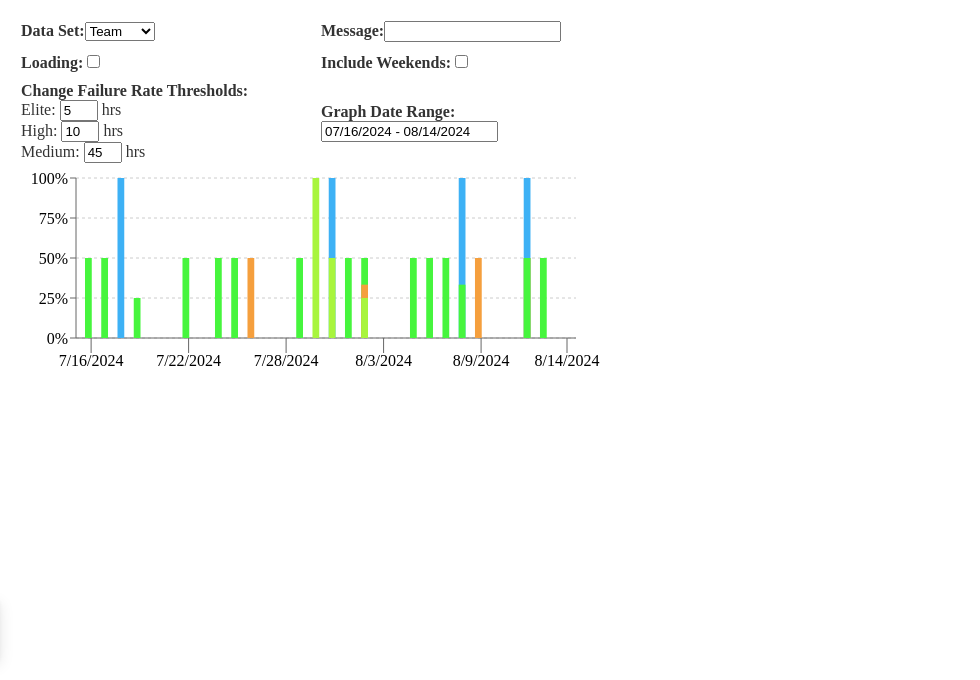 Data Set: Team
Message:
Loading:
Include Weekends:
Change Failure Rate Thresholds:
Elite: 5 hrs
High: 10 hrs
Medium: 45 hrs
Graph Date Range:
07/16/2024 - 08/14/2024
100%
75%
50%
25%
0%
7/16/2024 7/22/2024 7/28/2024 8/3/2024 8/9/2024 8/14/2024